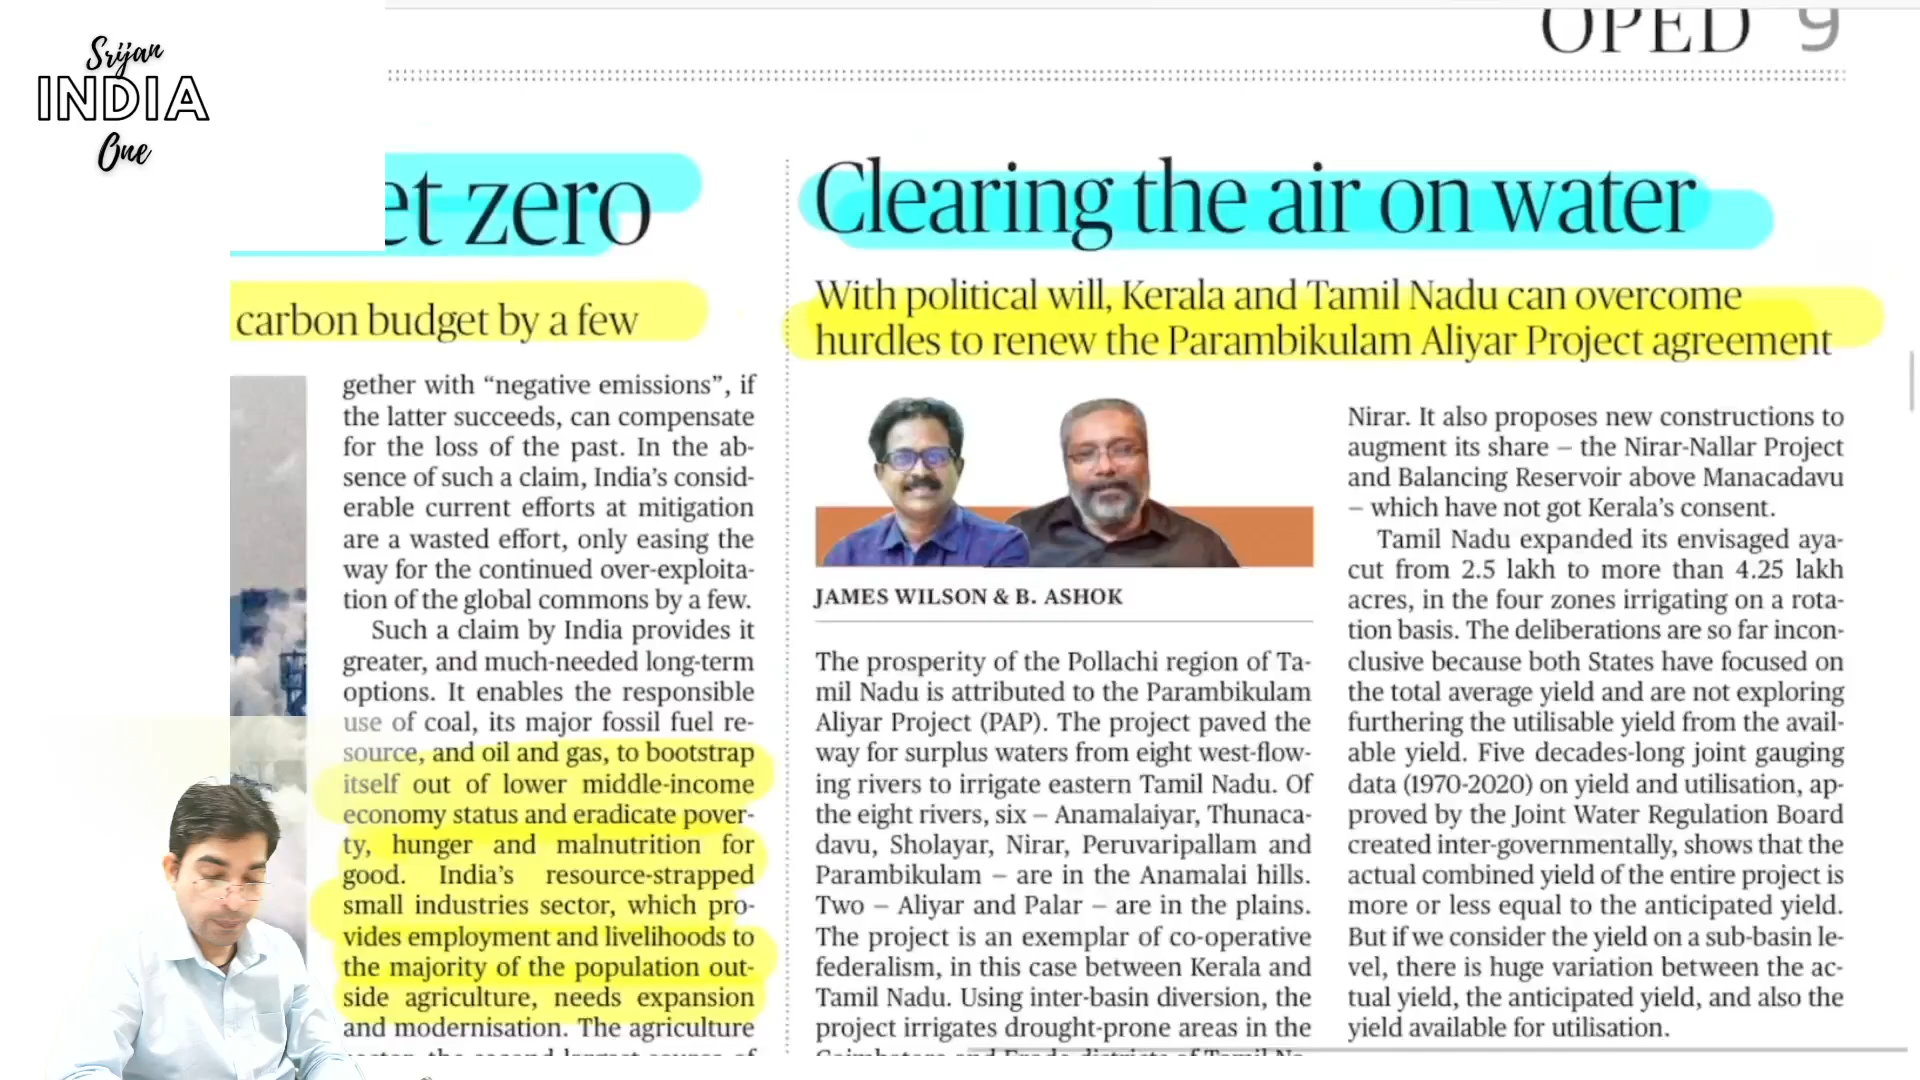 Srijan
INDIA
One
OPED 9
et zero
carbon budget by a few
gether with “negative emissions”, if
the latter succeeds, can compensate
for the loss of the past. In the ab-
sence of such a claim, India’s consid-
erable current efforts at mitigation
are a wasted effort, only easing the
way for the continued over-exploita-
tion of the global commons by a few.
Such a claim by India provides it
greater, and much-needed long-term
options. It enables the responsible
use of coal, its major fossil fuel re-
source, and oil and gas, to bootstrap
itself out of lower middle-income
economy status and eradicate pover-
ty, hunger and malnutrition for
good. India’s resource-strapped
small industries sector, which pro-
vides employment and livelihoods to
the majority of the population out-
side agriculture, needs expansion
and modernisation. The agriculture
Clearing the air on water
With political will, Kerala and Tamil Nadu can overcome
hurdles to renew the Parambikulam Aliyar Project agreement
JAMES WILSON & B. ASHOK
The prosperity of the Pollachi region of Ta-
mil Nadu is attributed to the Parambikulam
Aliyar Project (PAP). The project paved the
way for surplus waters from eight west-flow-
ing rivers to irrigate eastern Tamil Nadu. Of
the eight rivers, six – Anamalaiyar, Thunaca-
davu, Sholayar, Nirar, Peruvaripallam and
Parambikulam – are in the Anamalai hills.
Two – Aliyar and Palar – are in the plains.
The project is an exemplar of co-operative
federalism, in this case between Kerala and
Tamil Nadu. Using inter-basin diversion, the
project irrigates drought-prone areas in the
Nirar. It also proposes new constructions to
augment its share – the Nirar-Nallar Project
and Balancing Reservoir above Manacadavu
– which have not got Kerala’s consent.
Tamil Nadu expanded its envisaged aya-
cut from 2.5 lakh to more than 4.25 lakh
acres, in the four zones irrigating on a rota-
tion basis. The deliberations are so far incon-
clusive because both States have focused on
the total average yield and are not exploring
furthering the utilisable yield from the avail-
able yield. Five decades-long joint gauging
data (1970-2020) on yield and utilisation, ap-
proved by the Joint Water Regulation Board
created inter-governmentally, shows that the
actual combined yield of the entire project is
more or less equal to the anticipated yield.
But if we consider the yield on a sub-basin le-
vel, there is huge variation between the ac-
tual yield, the anticipated yield, and also the
yield available for utilisation.